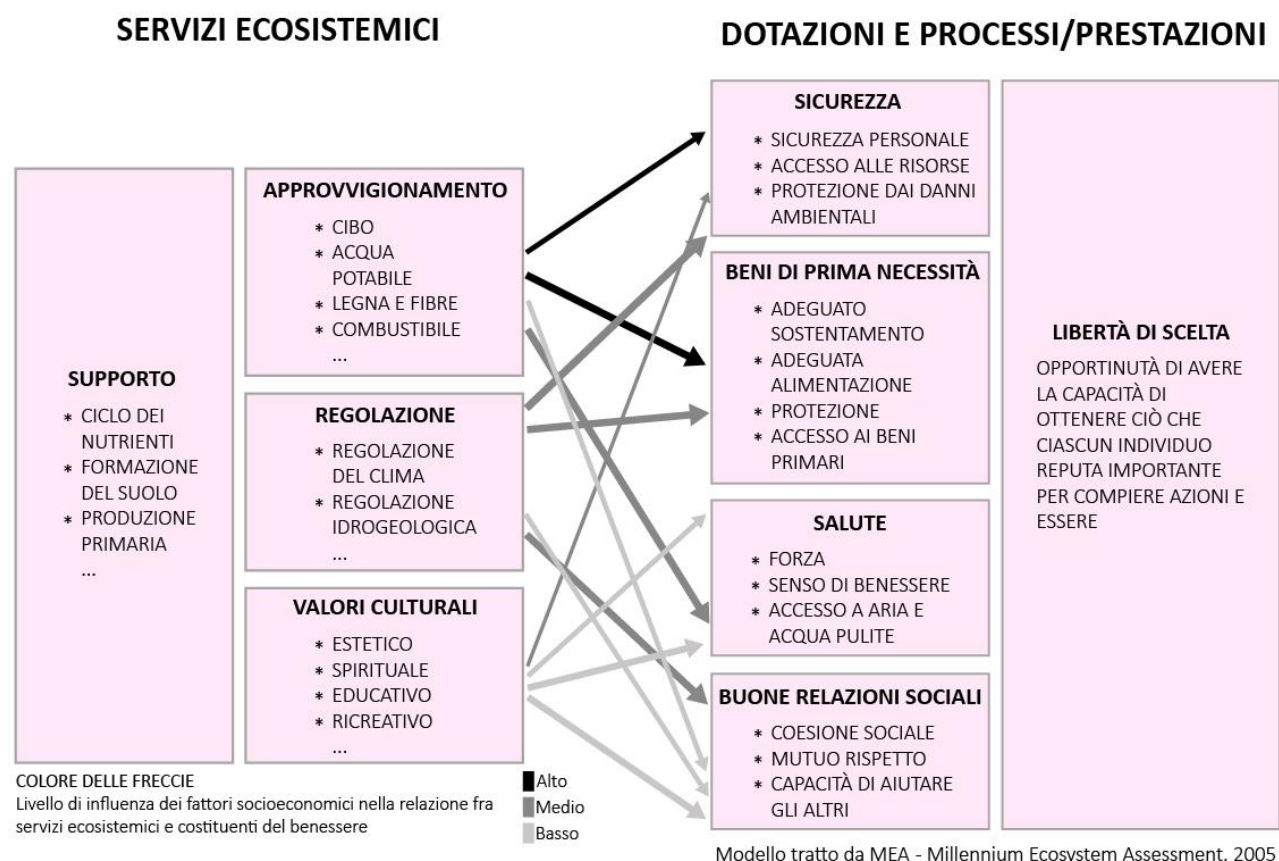 SERVIZI ECOSISTEMICI
DOTAZIONI E PROCESSI/PRESTAZIONI
SUPPORTO
* CICLO DEI
NUTRIENTI
* FORMAZIONE
DEL SUOLO
* PRODUZIONE
PRIMARIA
...
APPROVVIGIONAMENTO
* CIBO
* ACQUA
POTABILE
* LEGNA E FIBRE
* COMBUSTIBILE
...
REGOLAZIONE
* REGOLAZIONE
DEL CLIMA
* REGOLAZIONE
IDROGEOLOGICA
...
VALORI CULTURALI
* ESTETICO
* SPIRITUALE
* EDUCATIVO
* RICREATIVO
...
SICUREZZA
* SICUREZZA PERSONALE
* ACCESSO ALLE RISORSE
* PROTEZIONE DAI DANNI
AMBIENTALI
BENI DI PRIMA NECESSITÀ
* ADEGUATO
SOSTENTAMENTO
* ADEGUATA
ALIMENTAZIONE
* PROTEZIONE
* ACCESSO AI BENI
PRIMARI
SALUTE
* FORZA
* SENSO DI BENESSERE
* ACCESSO A ARIA E
ACQUA PULITE
BUONE RELAZIONI SOCIALI
* COESIONE SOCIALE
* MUTUO RISPETTO
* CAPACITÀ DI AIUTARE
GLI ALTRI
LIBERTÀ DI SCELTA
OPPORTINUTÀ DI AVERE
LA CAPACITÀ DI
OTTENERE CIÒ CHE
CIASCUN INDIVIDUO
REPUTA IMPORTANTE
PER COMPIERE AZIONI E
ESSERE
COLORE DELLE FRECCIE
Livello di influenza dei fattori socioeconomici nella relazione fra
servizi ecosistemici e costituenti del benessere
Alto
Medio
Basso
Modello tratto da MEA - Millennium Ecosystem Assessment, 2005